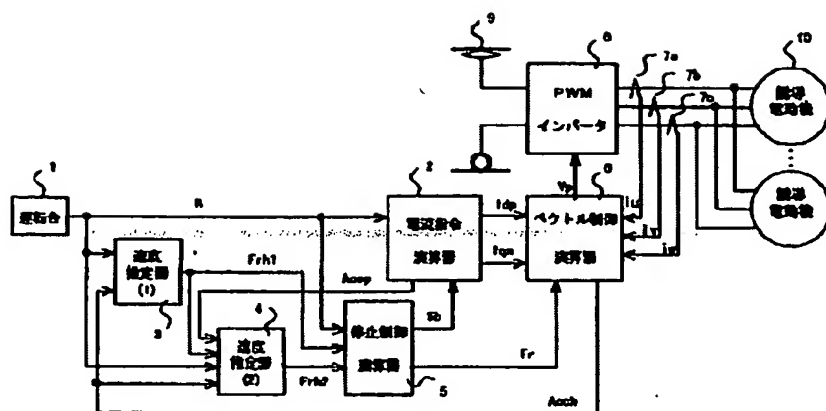 9
8
10
7a
7b
7c
PWM
インバータ
誘導
電動機
誘導
電動機
1
2
6
Vp
運転台
R
電流指令
演算器
Idp
Iqp
ベクトル制御
演算器
iu
iv
iw
速度
推定器
(1)
3
Frh1
Accp
4
速度
推定器
(2)
Frh2
停止制御
演算器
5
Sb
Fr
Acch